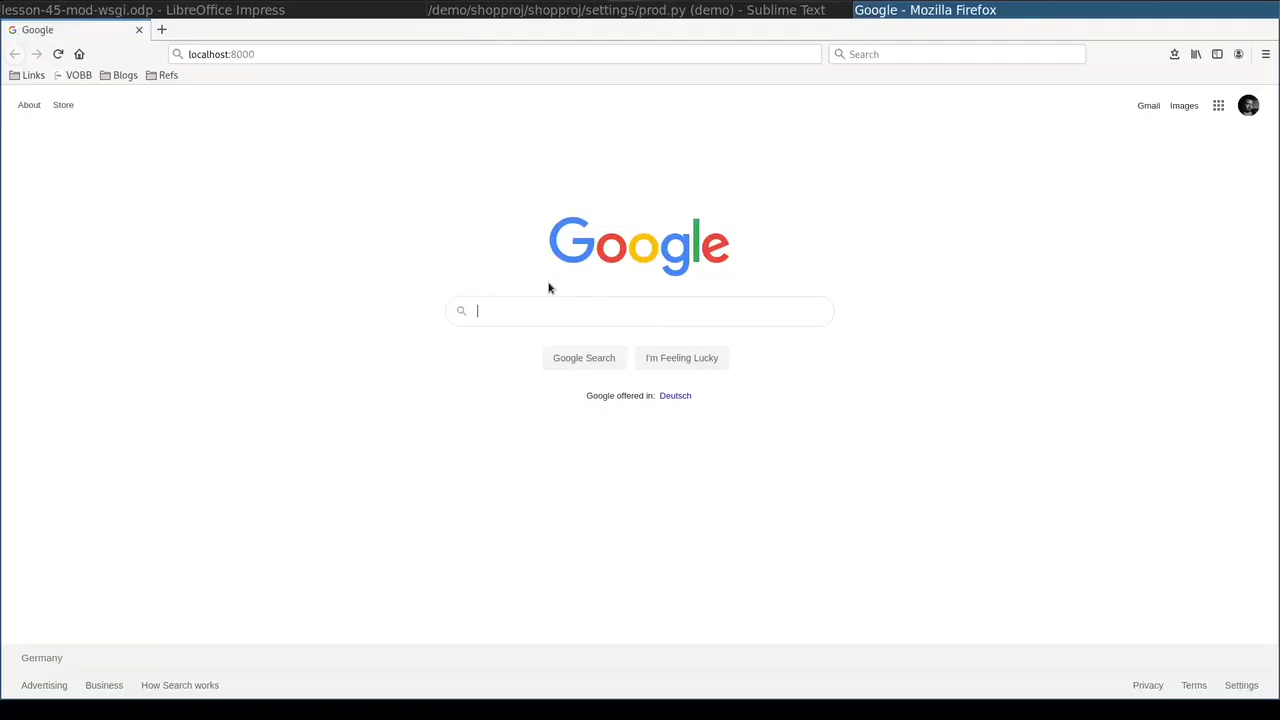 lesson-45-mod-wsgi.odp - LibreOffice Impress
/demo/shopproj/shopproj/settings/prod.py (demo) - Sublime Text
Google - Mozilla Firefox
Google
localhost:8000
Search
Links
VOBB
Blogs
Refs
About
Store
Gmail
Images
Google
Google Search
I'm Feeling Lucky
Google offered in: Deutsch
Germany
Advertising
Business
How Search works
Privacy
Terms
Settings